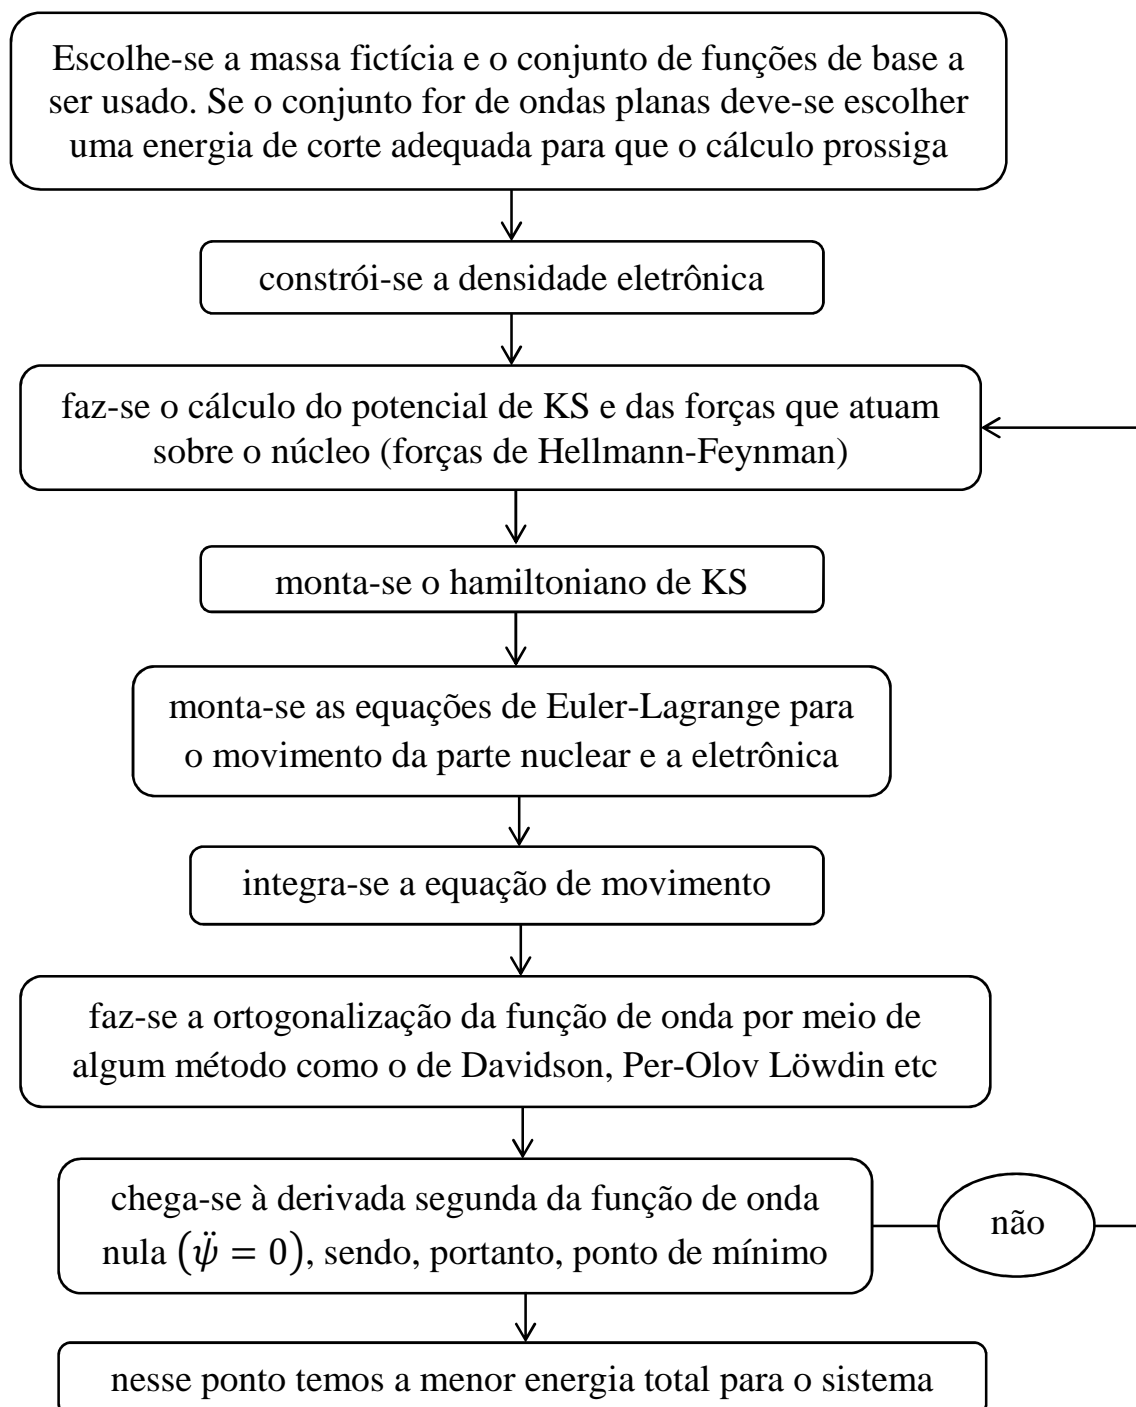 Escolhe-se a massa fictícia e o conjunto de funções de base a
ser usado. Se o conjunto for de ondas planas deve-se escolher
uma energia de corte adequada para que o cálculo prossiga
constrói-se a densidade eletrônica
faz-se o cálculo do potencial de KS e das forças que atuam
sobre o núcleo (forças de Hellmann-Feynman)
monta-se o hamiltoniano de KS
monta-se as equações de Euler-Lagrange para
o movimento da parte nuclear e a eletrônica
integra-se a equação de movimento
faz-se a ortogonalização da função de onda por meio de
algum método como o de Davidson, Per-Olov Löwdin etc
chega-se à derivada segunda da função de onda
nula (ψ̈ = 0), sendo, portanto, ponto de mínimo
não
nesse ponto temos a menor energia total para o sistema